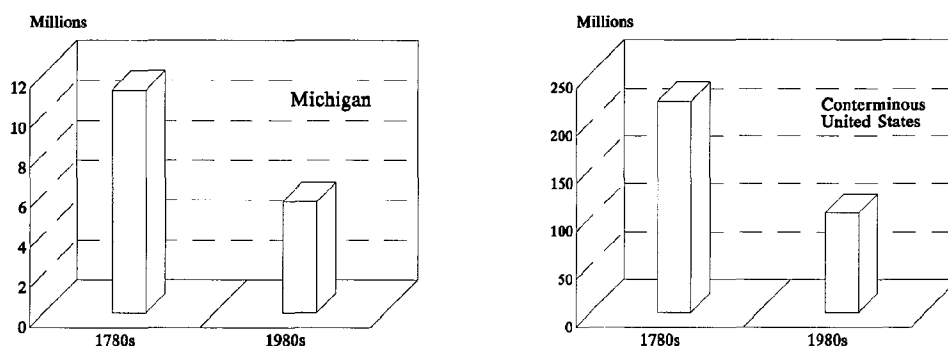 Millions
12
10
8
6
4
2
0
Michigan
1780s
1980s
Millions
250
200
150
100
50
0
Conterminous
United States
1780s
1980s